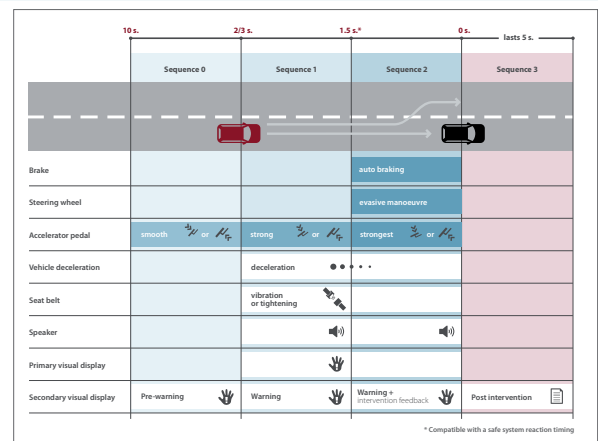 10 s. 2/3 s. 1.5 s.* 0 s.
lasts 5 s.
Sequence 0 Sequence 1 Sequence 2 Sequence 3
Brake auto braking
Steering wheel evasive manoeuvre
Accelerator pedal smooth or strong or strongest or
Vehicle deceleration deceleration
Seat belt vibration
or tightening
Speaker
Primary visual display
Secondary visual display Pre-warning Warning Warning + Post intervention
intervention feedback
* Compatible with a safe system reaction timing